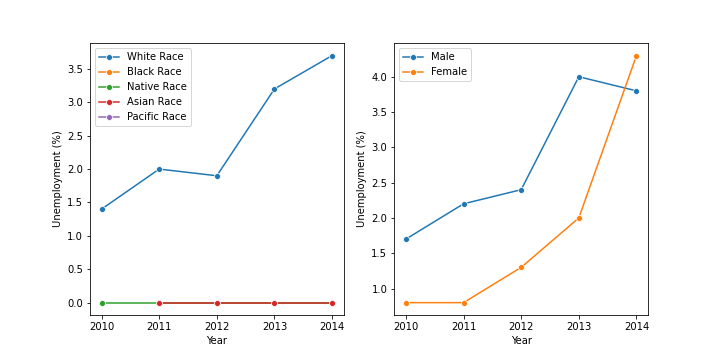 White Race
Black Race
Native Race
Asian Race
Pacific Race
3.5
3.0
2.5
2.0
1.5
1.0
0.5
0.0
Unemployment (%)
2010 2011 2012 2013 2014
Year
Male
Female
4.0
3.5
3.0
2.5
2.0
1.5
1.0
Unemployment (%)
2010 2011 2012 2013 2014
Year